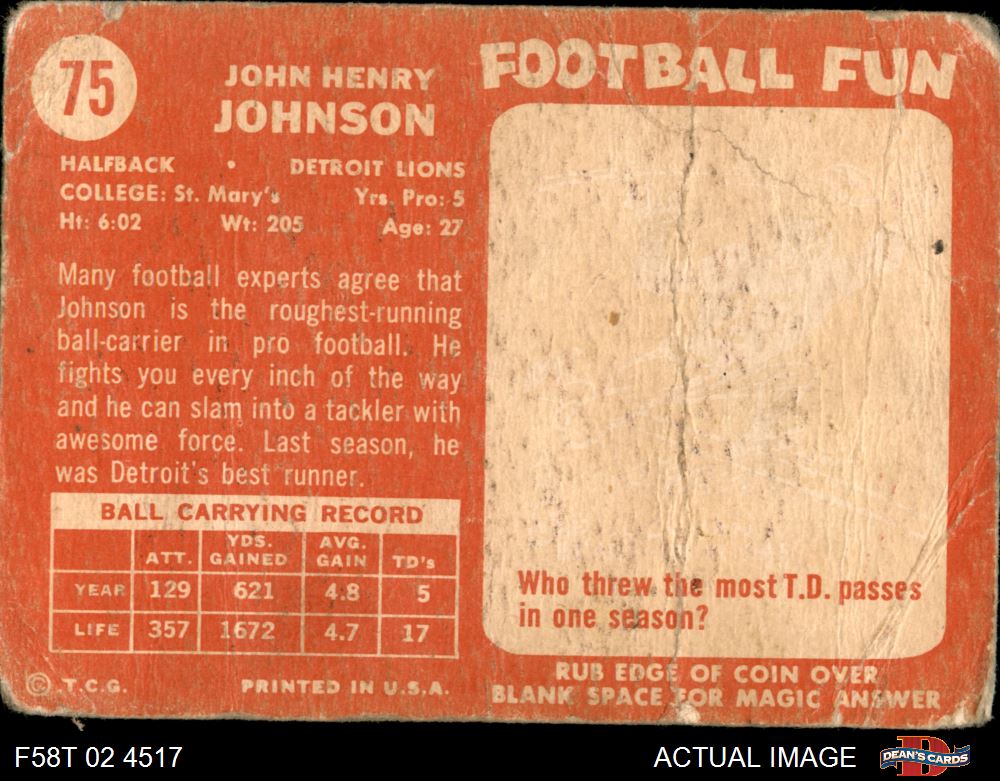 75
JOHN HENRY
JOHNSON
HALFBACK • DETROIT LIONS
COLLEGE: St. Mary's Yrs. Pro: 5
Ht: 6:02 Wt: 205 Age: 27
Many football experts agree that
Johnson is the roughest-running
ball-carrier in pro football. He
fights you every inch of the way
and he can slam into a tackler with
awesome force. Last season, he
was Detroit's best runner.
BALL CARRYING RECORD
ATT. YDS. GAINED AVG. GAIN TD's
YEAR 129 621 4.8 5
LIFE 357 1672 4.7 17
© T.C.G. PRINTED IN U.S.A.
FOOTBALL FUN
Who threw the most T.D. passes
in one season?
RUB EDGE OF COIN OVER
BLANK SPACE FOR MAGIC ANSWER
F58T 02 4517 ACTUAL IMAGE DEAN'S CARDS